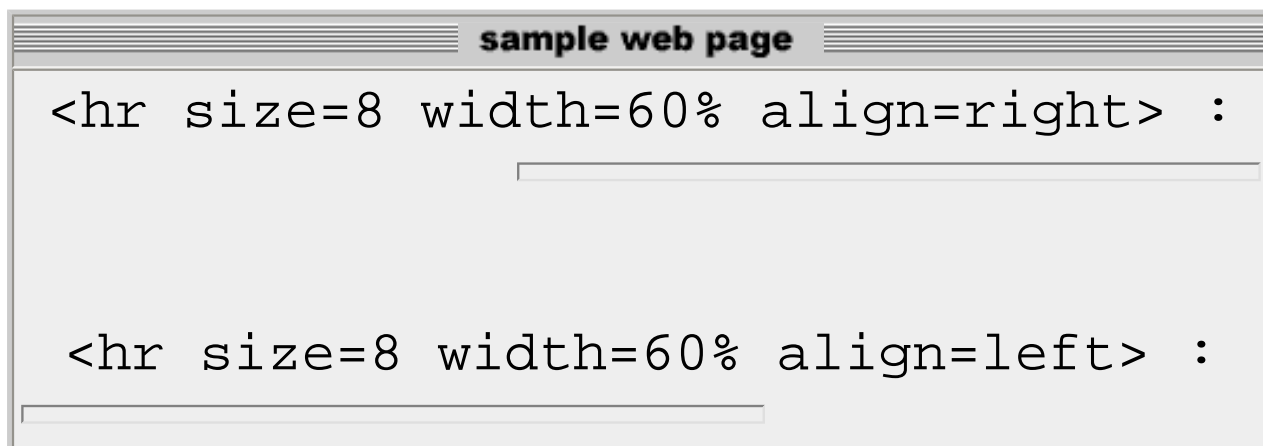 sample web page
<hr size=8 width=60% align=right> :
<hr size=8 width=60% align=left> :